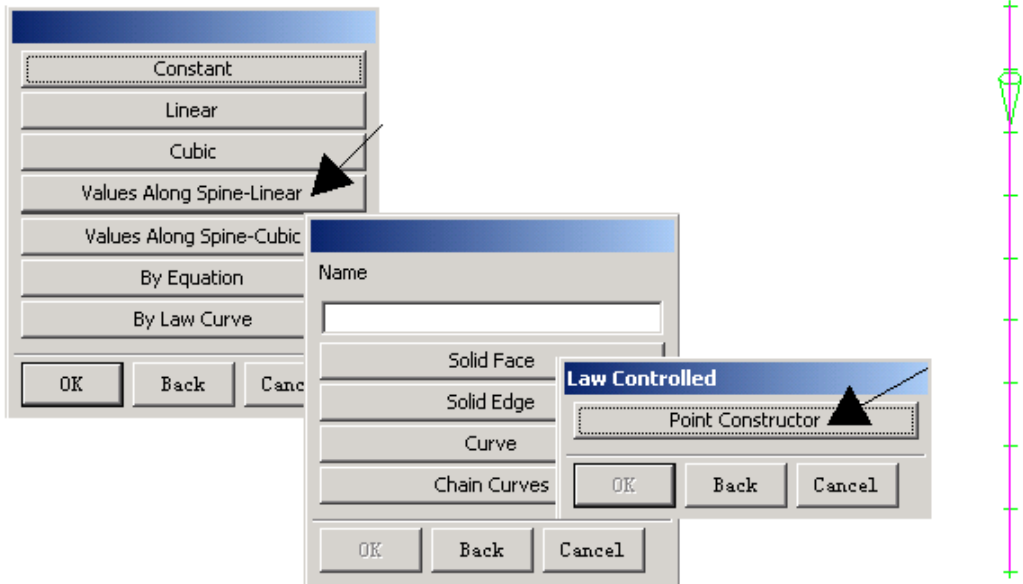 Constant
Linear
Cubic
Values Along Spine-Linear
Values Along Spine-Cubic
By Equation
By Law Curve
OK Back Canc
Name
Solid Face
Solid Edge
Curve
Chain Curves
OK Back Cancel
Law Controlled
Point Constructor
OK Back Cancel